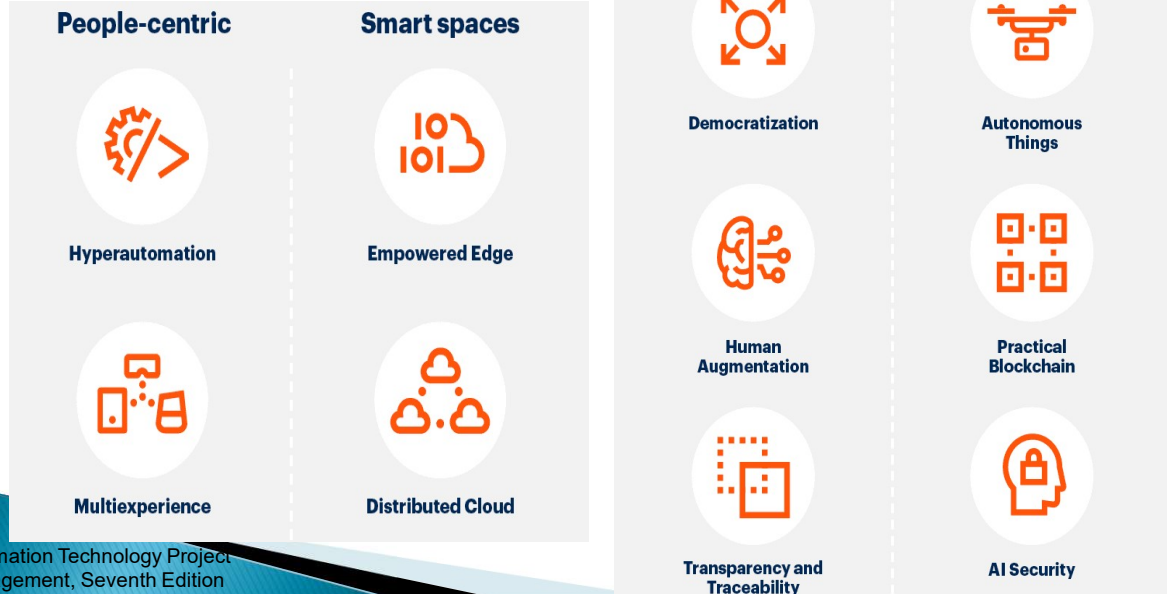 People-centric
Smart spaces
Hyperautomation
Empowered Edge
Multiexperience
Distributed Cloud
Democratization
Autonomous
Things
Human
Augmentation
Practical
Blockchain
Transparency and
Traceability
AI Security
mation Technology Project
gement, Seventh Edition